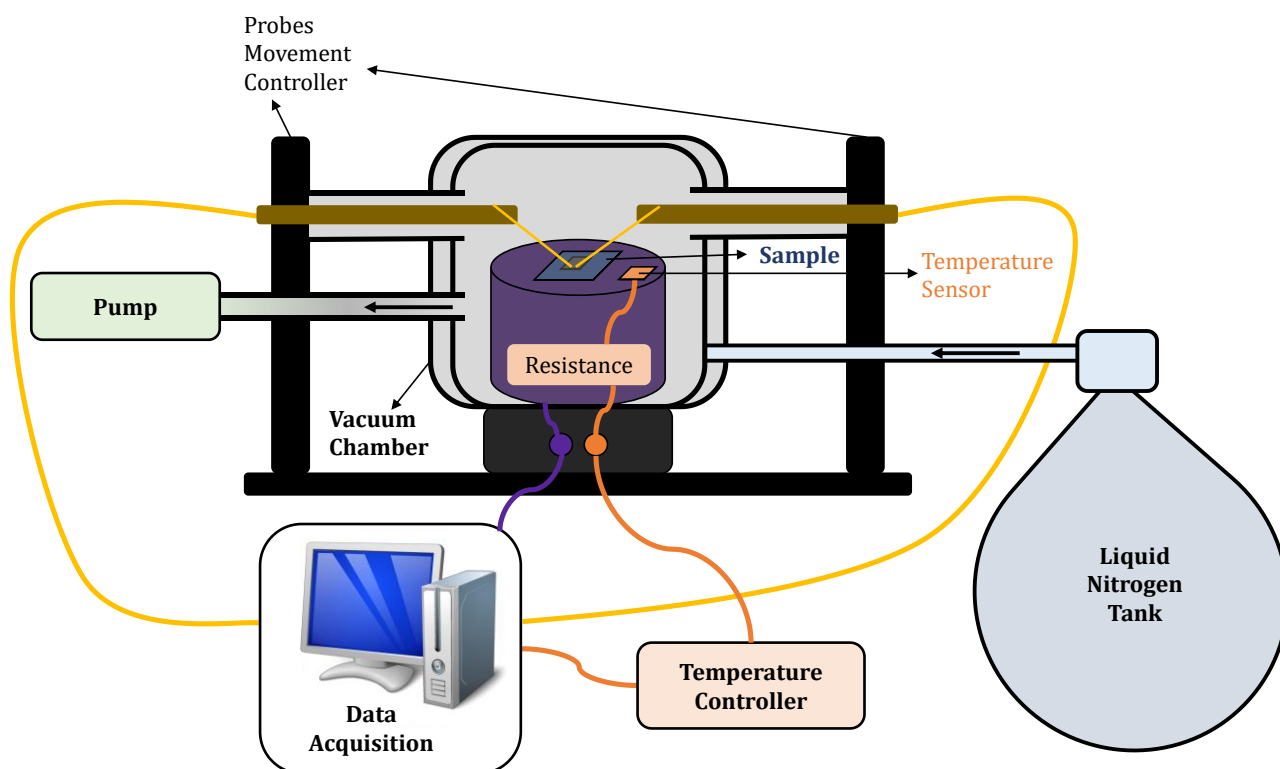 Probes
Movement
Controller
Sample
Temperature
Sensor
Pump
Resistance
Vacuum
Chamber
Liquid
Nitrogen
Tank
Temperature
Controller
Data
Acquisition